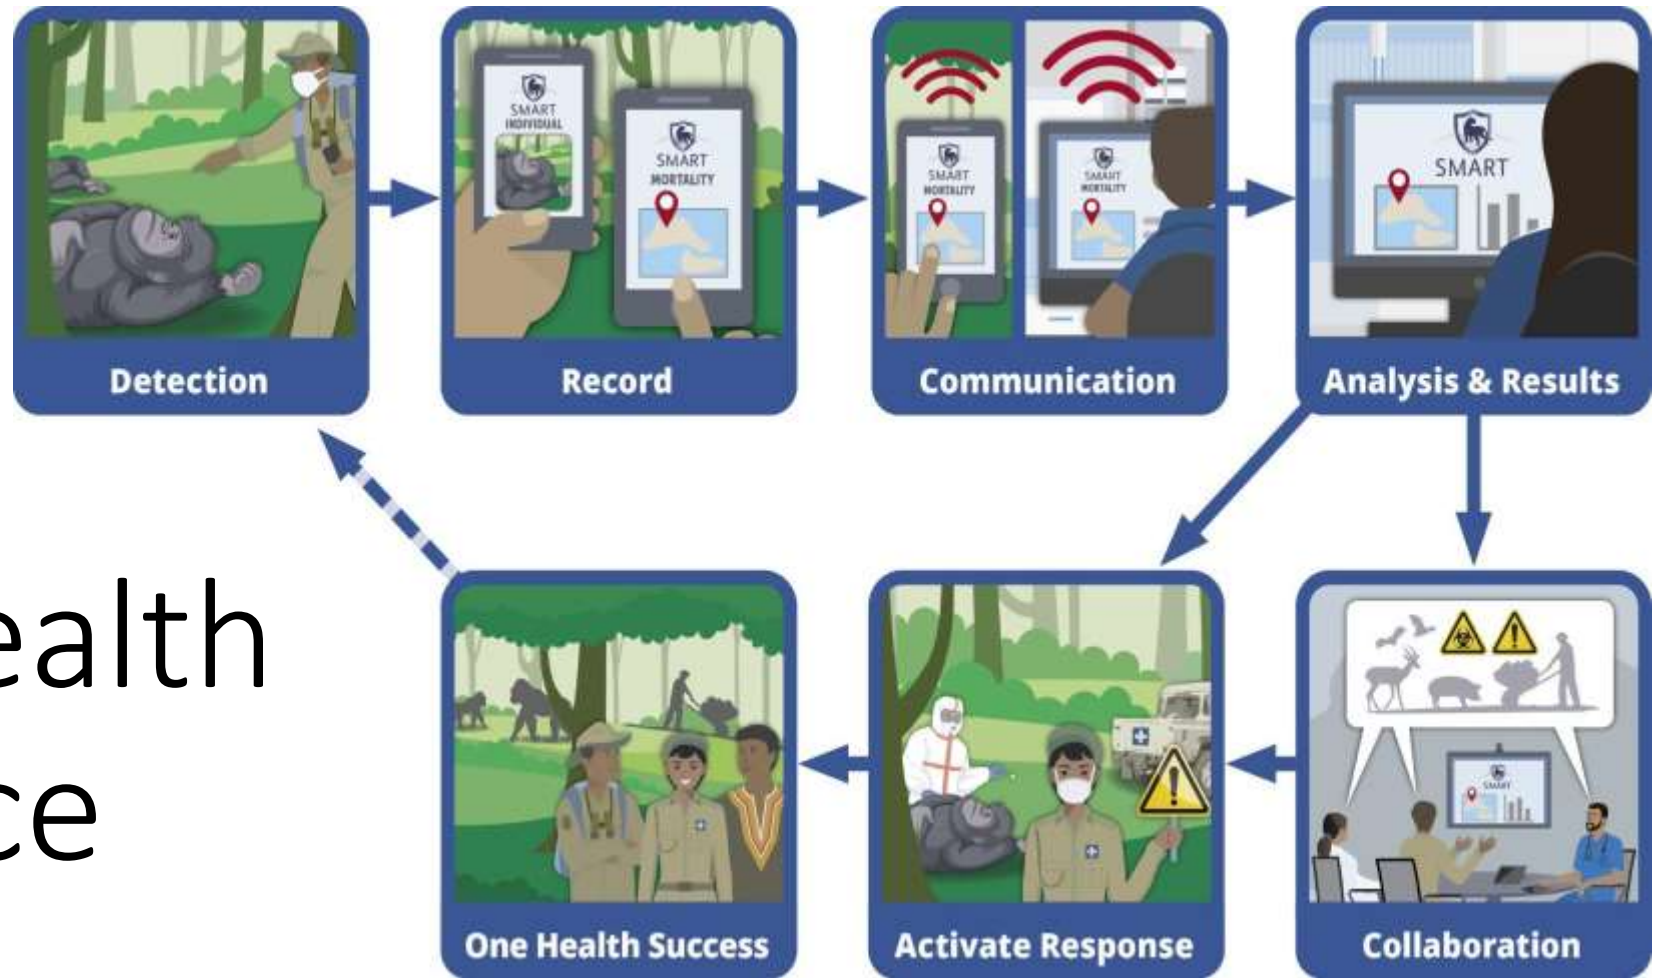 SMART
INDIVIDUAL
SMART
MORTALITY
SMART
MORTALITY
SMART
MORTALITY
SMART
Detection
Record
Communication
Analysis & Results
ealth
ce
SMART
One Health Success
Activate Response
Collaboration